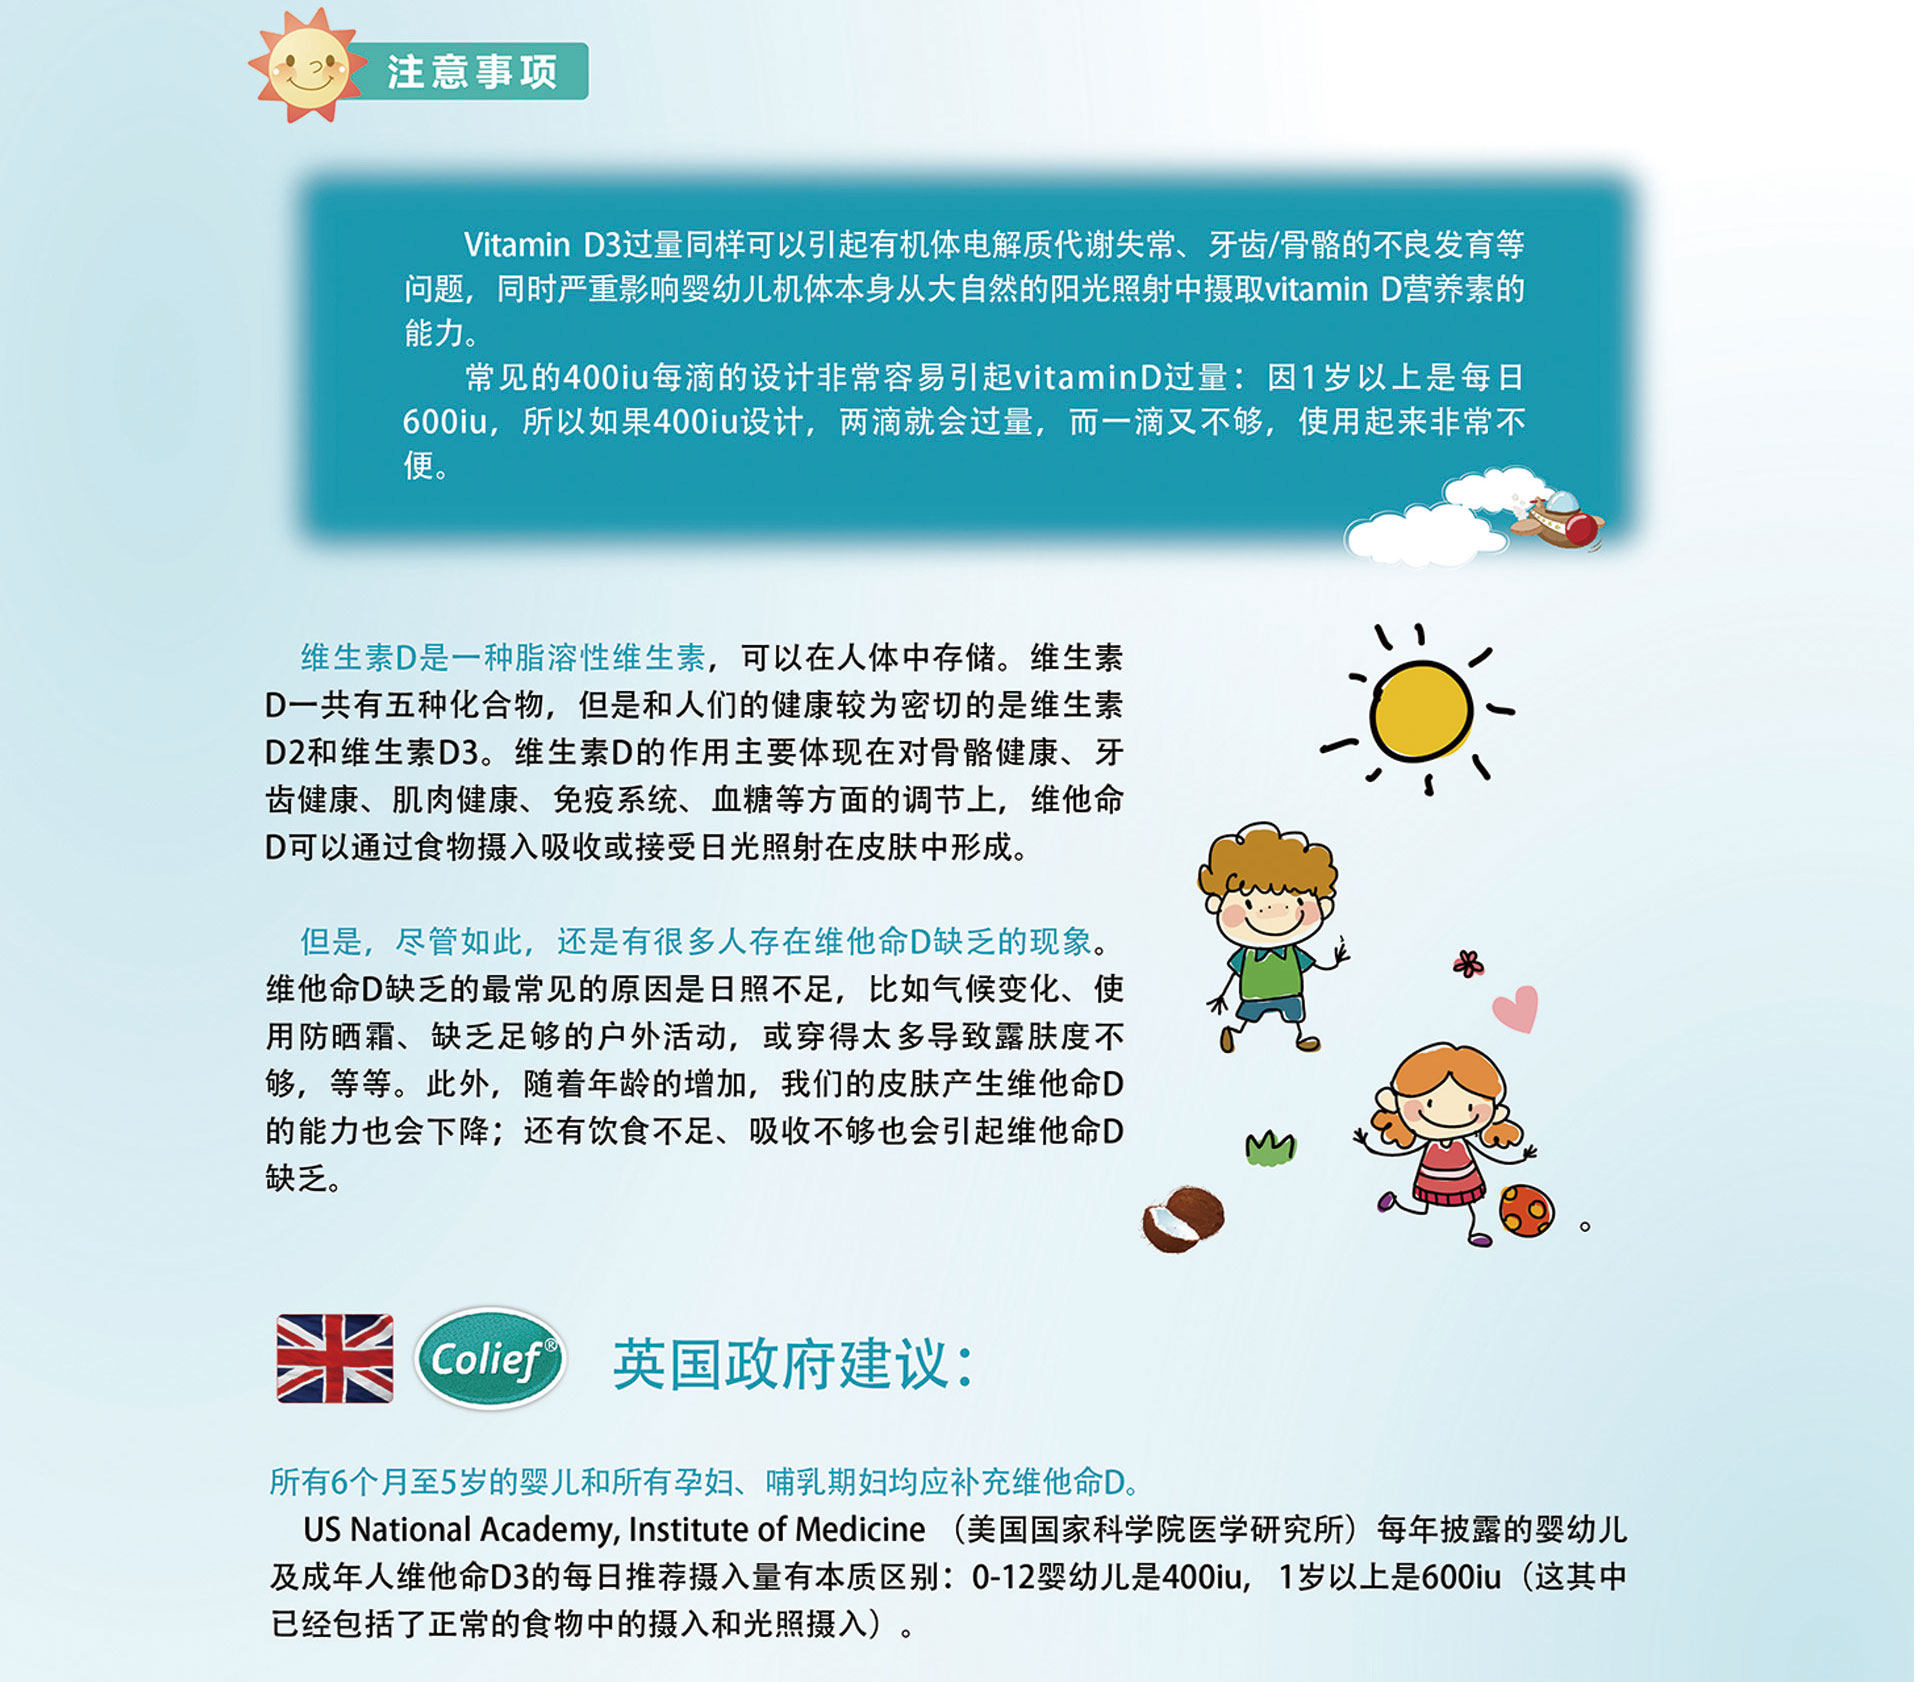 注意事项
Vitamin D3过量同样可以引起有机体电解质代谢失常、牙齿/骨骼的不良发育等
问题，同时严重影响婴幼儿机体本身从大自然的阳光照射中摄取vitamin D营养素的
能力。
常见的400iu每滴的设计非常容易引起vitaminD过量：因1岁以上是每日
600iu，所以如果400iu设计，两滴就会过量，而一滴又不够，使用起来非常不
便。
维生素D是一种脂溶性维生素，可以在人体中存储。维生素
D一共有五种化合物，但是和人们的健康较为密切的是维生素
D2和维生素D3。维生素D的作用主要体现在对骨骼健康、牙
齿健康、肌肉健康、免疫系统、血糖等方面的调节上，维他命
D可以通过食物摄入吸收或接受日光照射在皮肤中形成。
但是，尽管如此，还是有很多人存在维他命D缺乏的现象。
维他命D缺乏的最常见的原因是日照不足，比如气候变化、使
用防晒霜、缺乏足够的户外活动，或穿得太多导致露肤度不
够，等等。此外，随着年龄的增加，我们的皮肤产生维他命D
的能力也会下降；还有饮食不足、吸收不够也会引起维他命D
缺乏。
。
Colief®
英国政府建议：
所有6个月至5岁的婴儿和所有孕妇、哺乳期妇均应补充维他命D。
US National Academy, Institute of Medicine （美国国家科学院医学研究所）每年披露的婴幼儿
及成年人维他命D3的每日推荐摄入量有本质区别：0-12婴幼儿是400iu，1岁以上是600iu（这其中
已经包括了正常的食物中的摄入和光照摄入）。